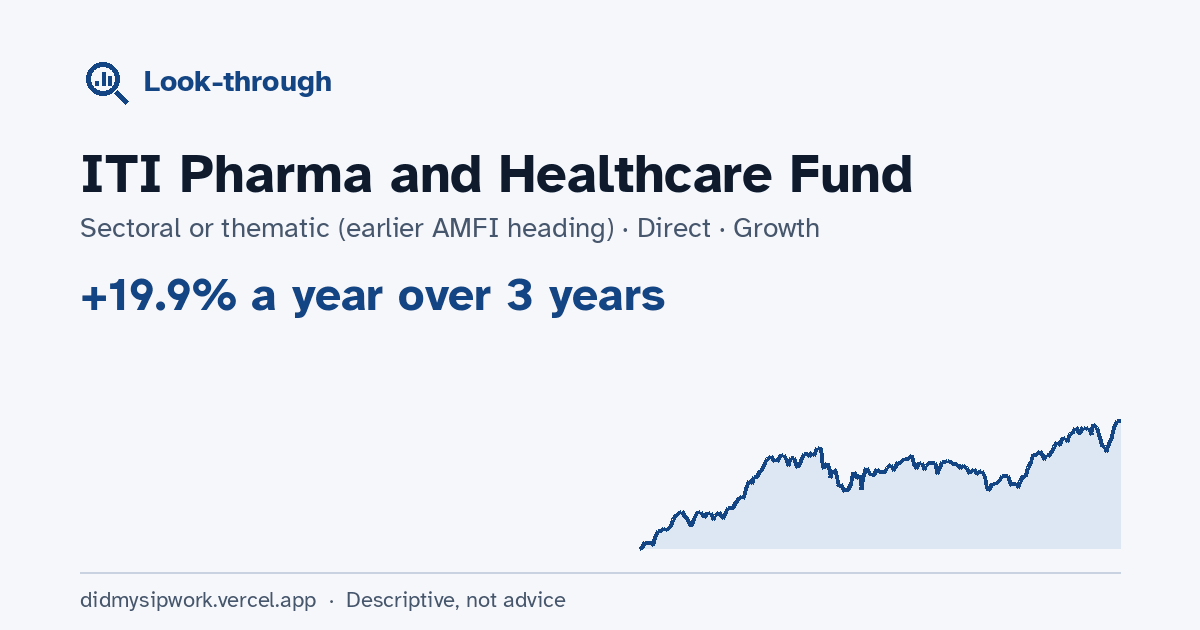 Look-through
ITI Pharma and Healthcare Fund
Sectoral or thematic (earlier AMFI heading) · Direct · Growth
+19.9% a year over 3 years
didmysipwork.vercel.app · Descriptive, not advice